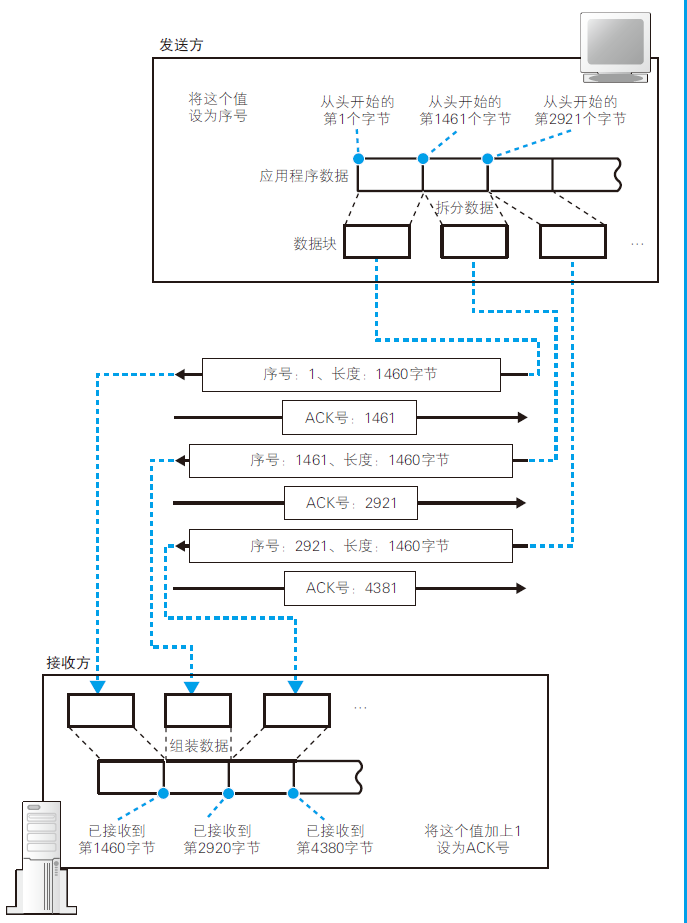 发送方
将这个值
设为序号
从头开始的
第1个字节
从头开始的
第1461个字节
从头开始的
第2921个字节
应用程序数据
拆分数据
数据块
…
序号：1、长度：1460字节
ACK号：1461
序号：1461、长度：1460字节
ACK号：2921
序号：2921、长度：1460字节
ACK号：4381
接收方
…
组装数据
已接收到
第1460字节
已接收到
第2920字节
已接收到
第4380字节
将这个值加上1
设为ACK号